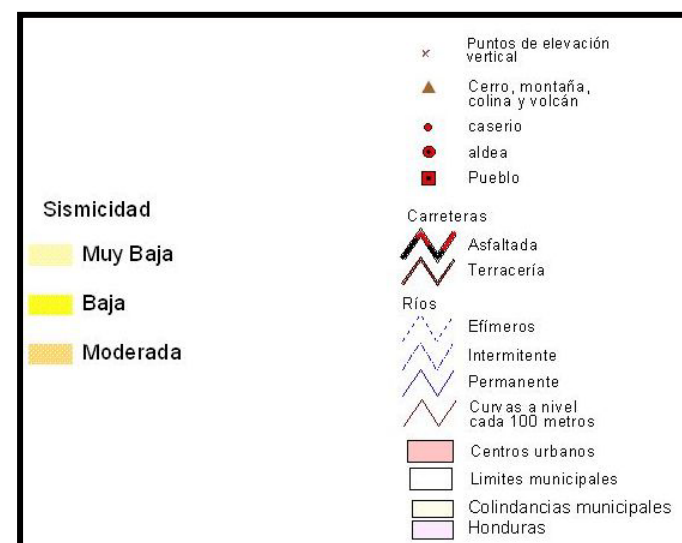 Puntos de elevación
vertical
Cerro, montaña,
colina y volcán
caserio
aldea
Pueblo
Sismicidad
Muy Baja
Baja
Moderada
Carreteras
Asfaltada
Terracería
Ríos
Efímeros
Intermitente
Permanente
Curvas a nivel
cada 100 metros
Centros urbanos
Limites municipales
Colindancias municipales
Honduras